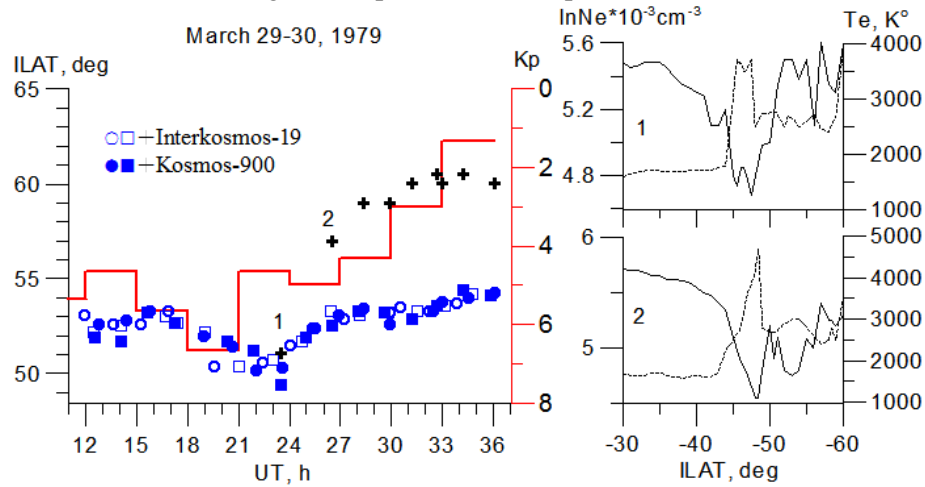 March 29-30, 1979
ILAT, deg
Kp
65
60
55
50
0
2
4
6
8
+Interkosmos-19
+Kosmos-900
2
1
12 15 18 21 24 27 30 33 36
UT, h
lnNe*10⁻³cm⁻³
Te, K°
5.6
5.2
4.8
4000
3000
2000
1000
1
6
5
5000
4000
3000
2000
1000
2
-30 -40 -50 -60
ILAT, deg